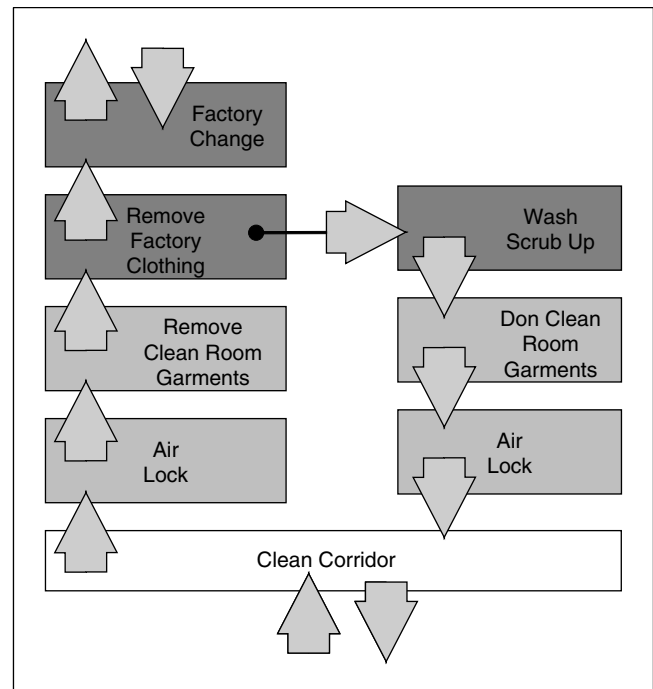 Factory
Change
Remove
Factory
Clothing
Wash
Scrub Up
Remove
Clean Room
Garments
Don Clean
Room
Garments
Air
Lock
Air
Lock
Clean Corridor